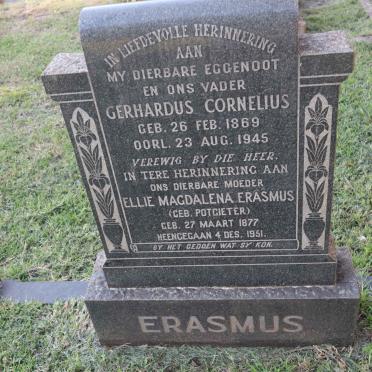 IN LIEFDEVOLLE HERINNERING
AAN
MY DIERBARE EGGENOOT
EN ONS VADER
GERHARDUS CORNELIUS
GEB. 26 FEB. 1869
OORL. 23 AUG. 1945
VEREWIG BY DIE HEER.
IN TERE HERINNERING AAN
ONS DIERBARE MOEDER
ELLIE MAGDALENA ERASMUS
(GEB. POTGIETER)
GEB. 27 MAART 1877
HEENGEGAAN 4 DES. 1951.
SY HET GEDOEN WAT SY KON.
ERASMUS